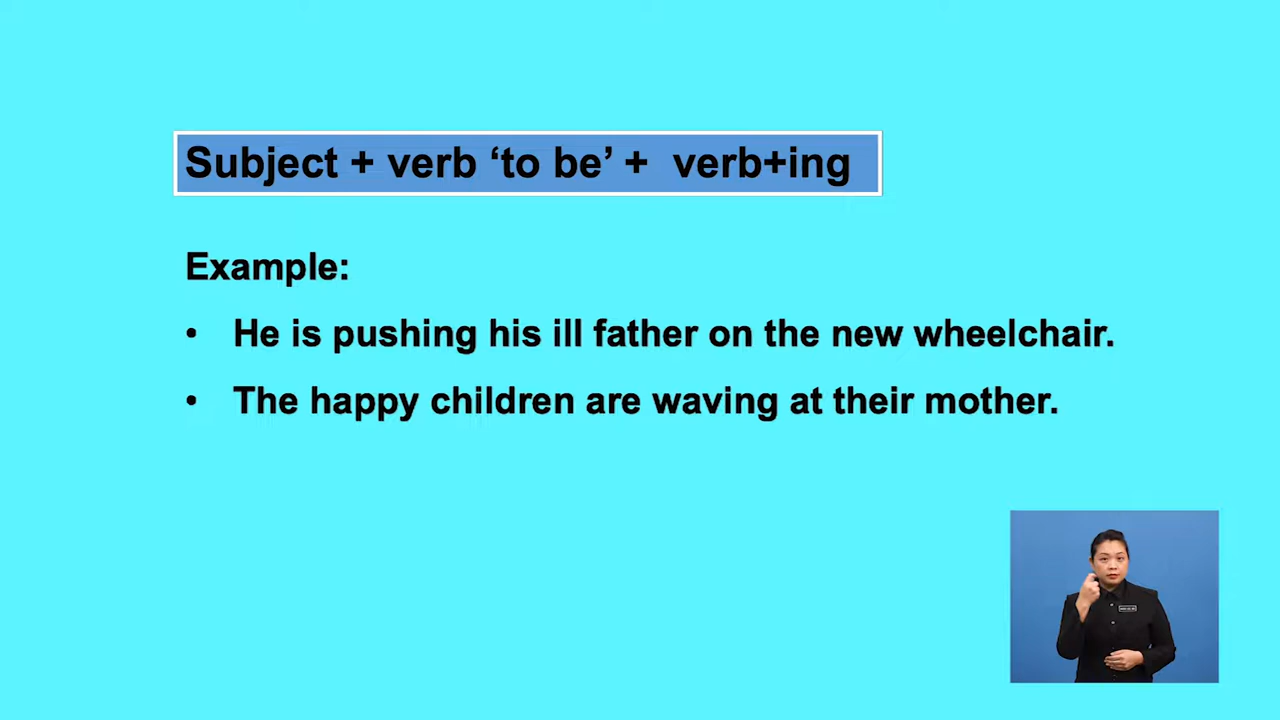 Subject + verb ‘to be’ + verb+ing
Example:
• He is pushing his ill father on the new wheelchair.
• The happy children are waving at their mother.